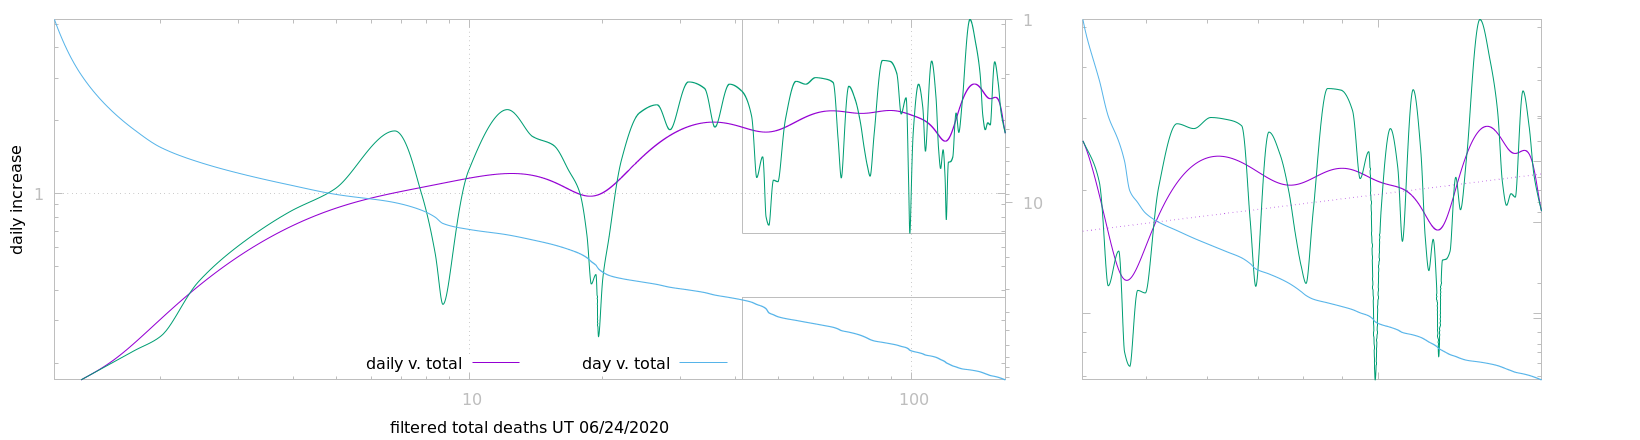 1
10
daily increase
1
daily v. total
day v. total
10
100
filtered total deaths UT 06/24/2020